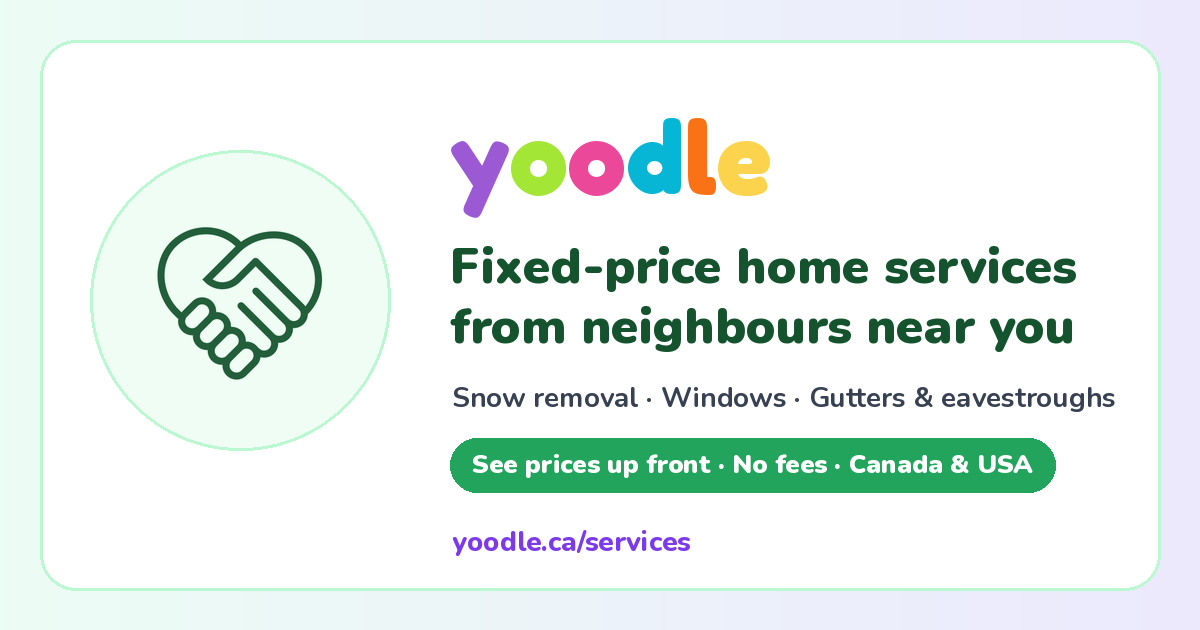 yoodle
Fixed-price home services
from neighbours near you
Snow removal · Windows · Gutters & eavestroughs
See prices up front · No fees · Canada & USA
yoodle.ca/services